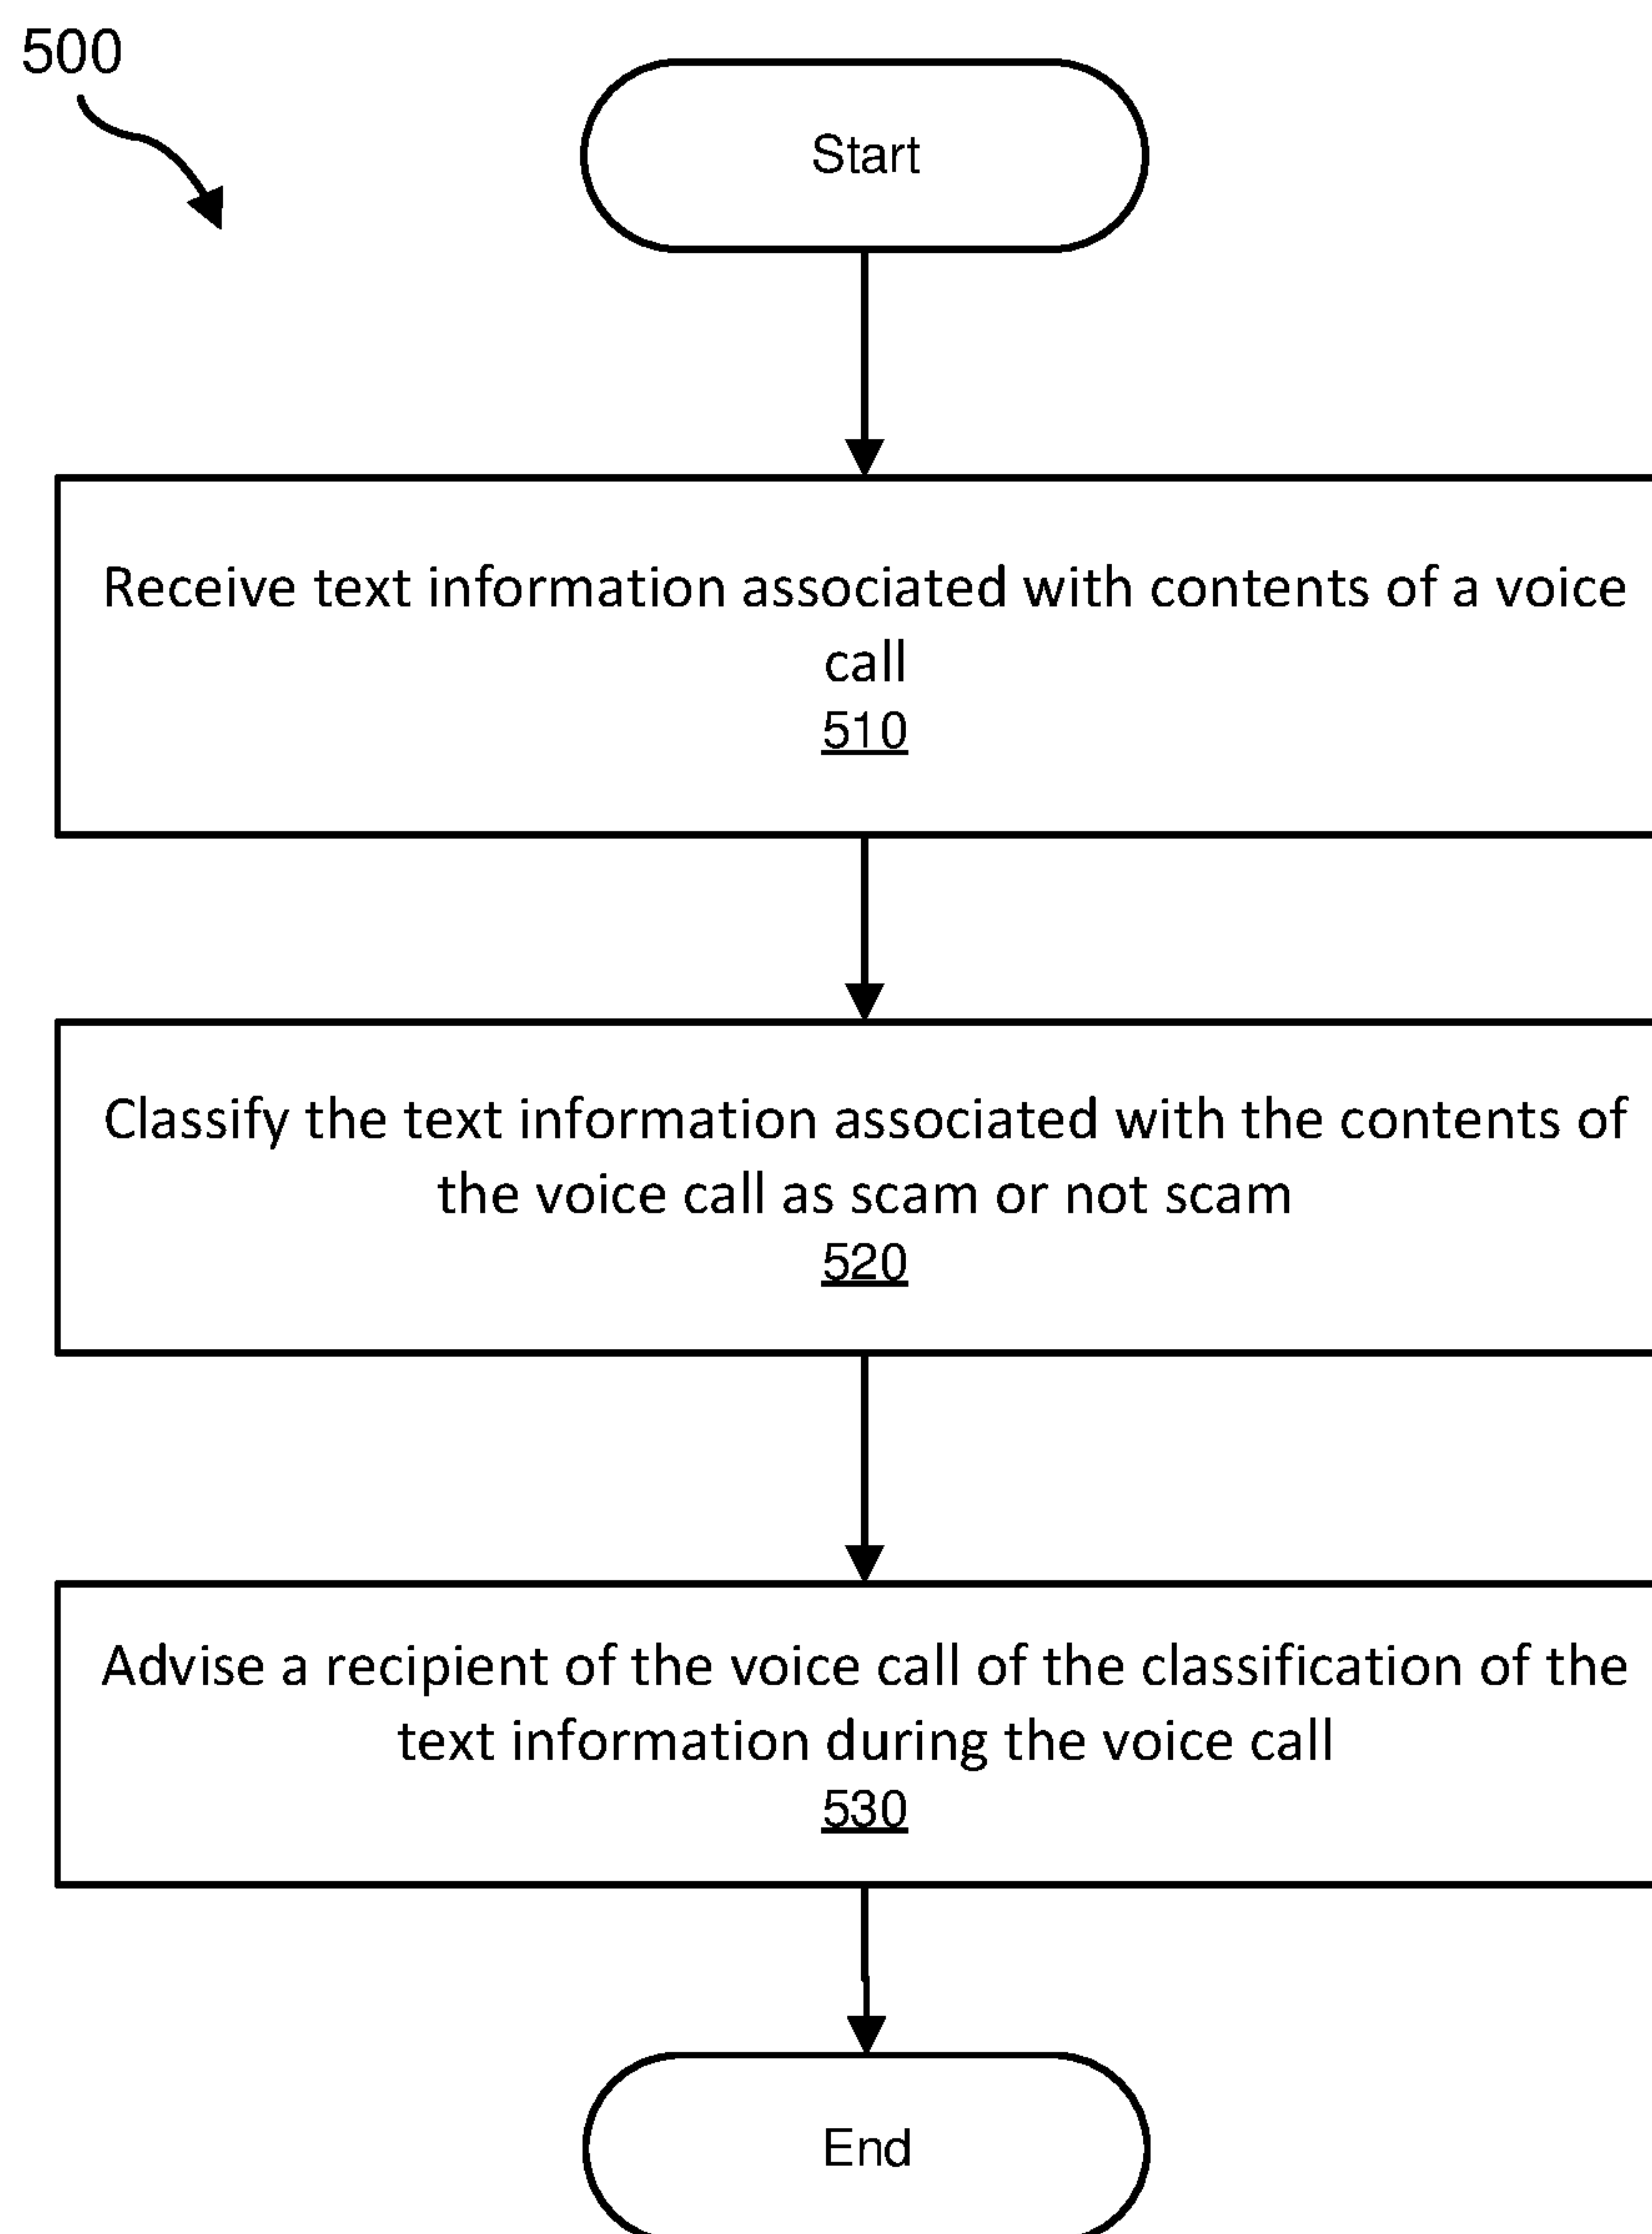 500
Start
Receive text information associated with contents of a voice
call
510
Classify the text information associated with the contents of
the voice call as scam or not scam
520
Advise a recipient of the voice call of the classification of the
text information during the voice call
530
End